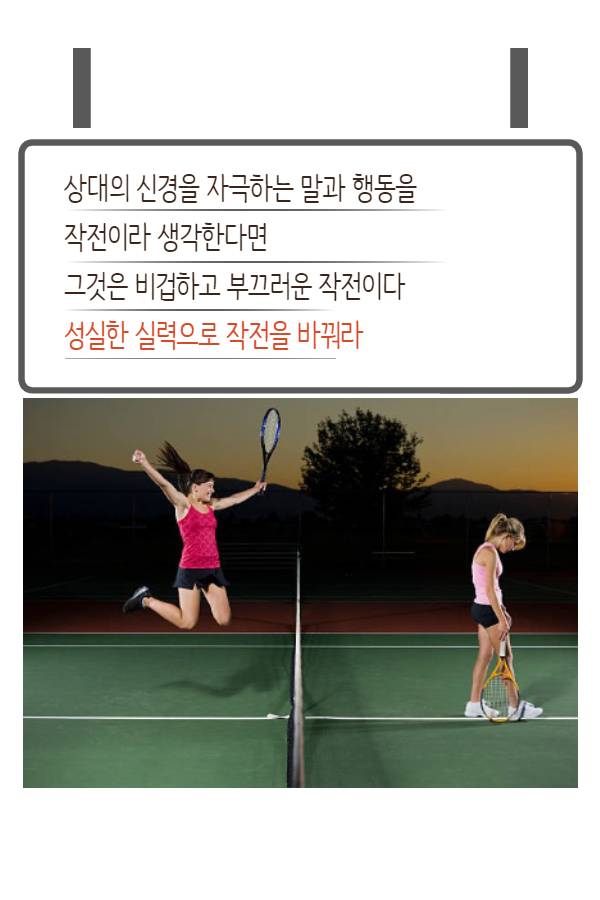 상대의 신경을 자극하는 말과 행동을
작전이라 생각한다면
그것은 비겁하고 부끄러운 작전이다
성실한 실력으로 작전을 바꿔라